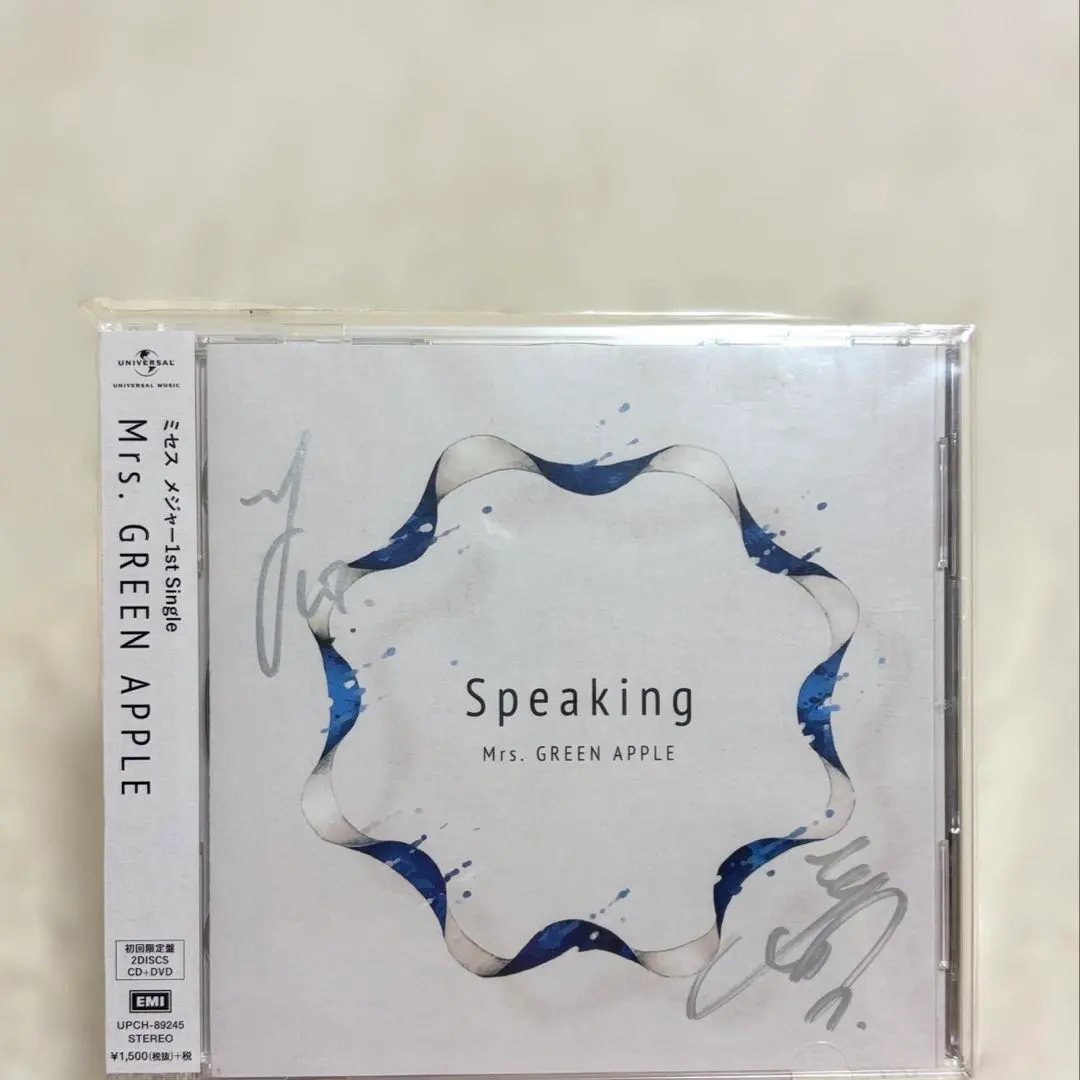 UNIVERSAL
UNIVERSAL MUSIC
ミセス メジャー1st Single
Mrs. GREEN APPLE
初回限定盤
2DISCS
CD+DVD
EMI
UPCH-89245
STEREO
¥1,500(税抜)+税
Speaking
Mrs. GREEN APPLE